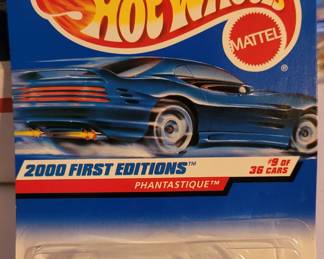 HOT WHEELS
MATTEL
®
2000 FIRST EDITIONS™
#9 OF
36 CARS
PHANTASTIQUE™